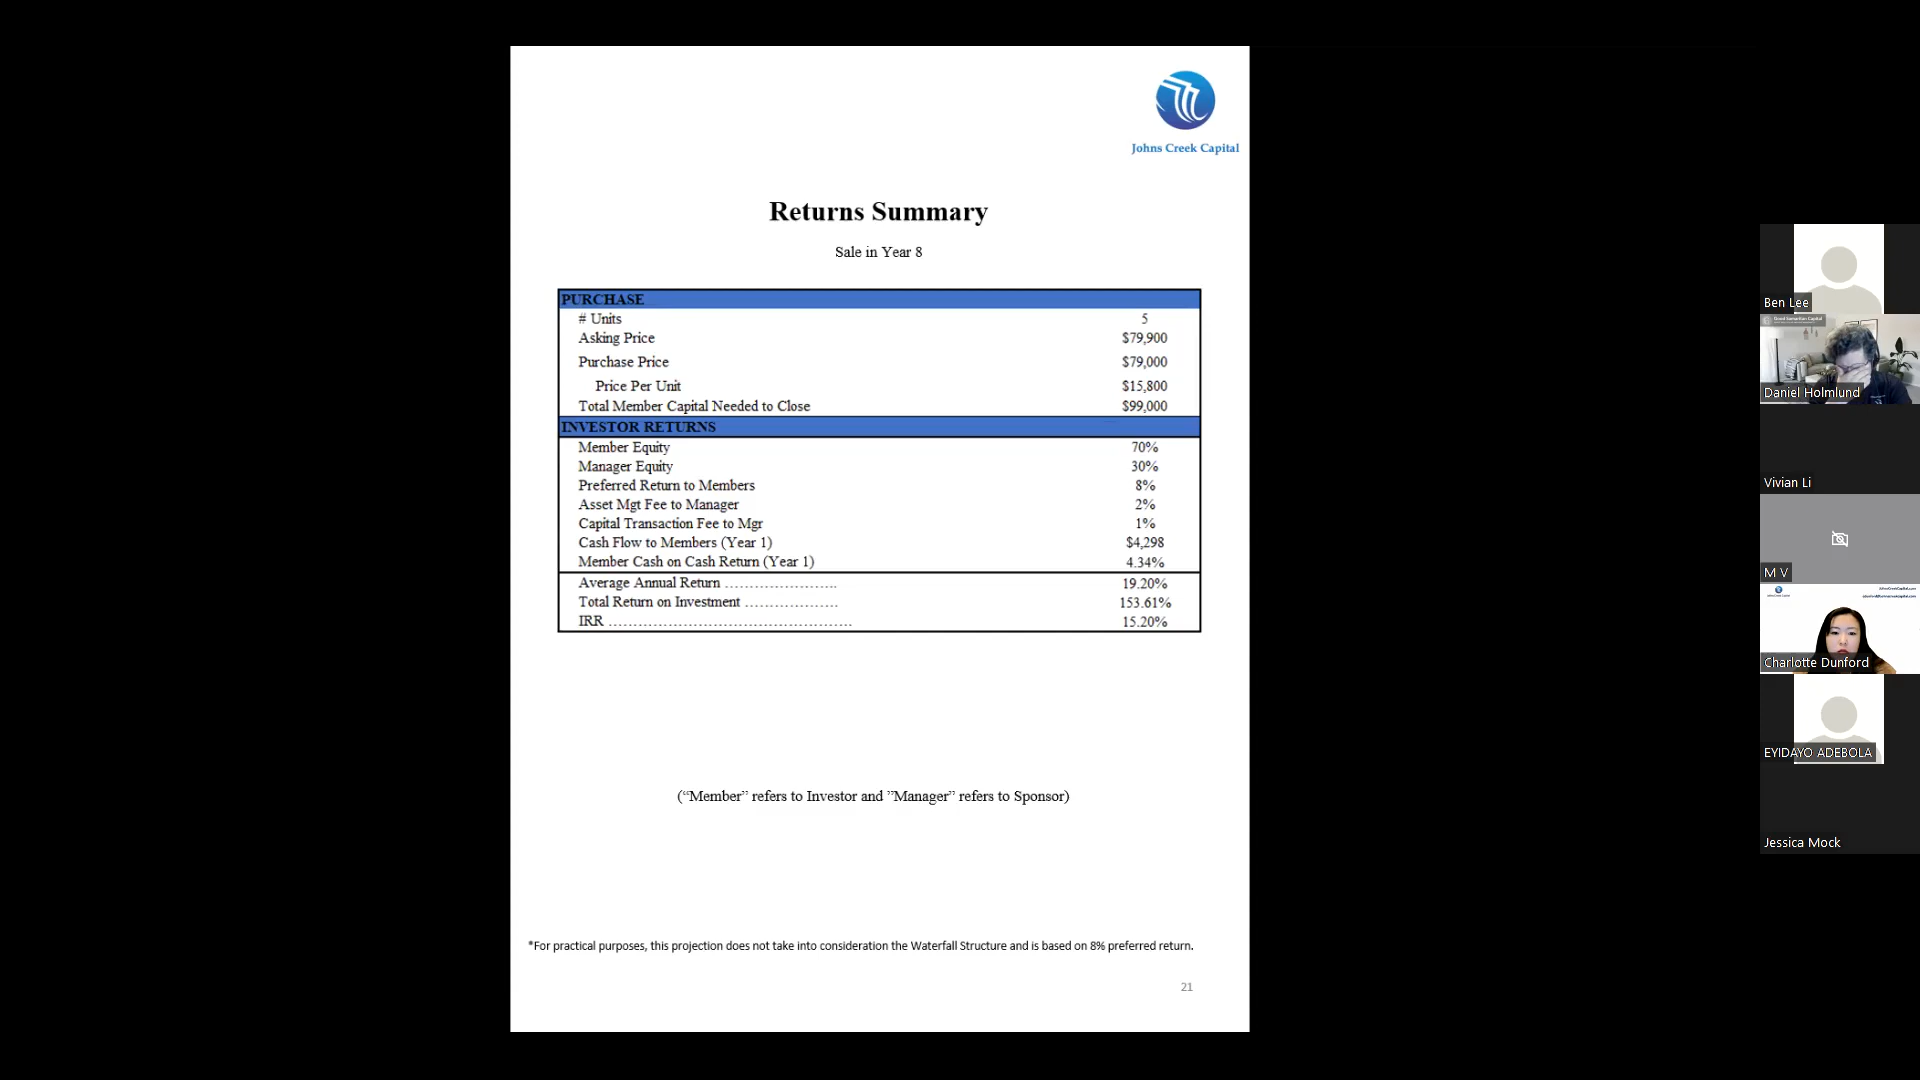 Johns Creek Capital
Returns Summary
Sale in Year 8
PURCHASE
# Units 5
Asking Price $79,900
Purchase Price $79,000
Price Per Unit $15,800
Total Member Capital Needed to Close $99,000
INVESTOR RETURNS
Member Equity 70%
Manager Equity 30%
Preferred Return to Members 8%
Asset Mgt Fee to Manager 2%
Capital Transaction Fee to Mgr 1%
Cash Flow to Members (Year 1) $4,298
Member Cash on Cash Return (Year 1) 4.34%
Average Annual Return ………………….. 19.20%
Total Return on Investment ………………. 153.61%
IRR ………………………………………… 15.20%
(“Member” refers to Investor and ”Manager” refers to Sponsor)
*For practical purposes, this projection does not take into consideration the Waterfall Structure and is based on 8% preferred return.
21
Ben Lee
Good Samaritan Capital
Daniel Holmlund
Vivian Li
M V
Charlotte Dunford
EYIDAYO ADEBOLA
Jessica Mock